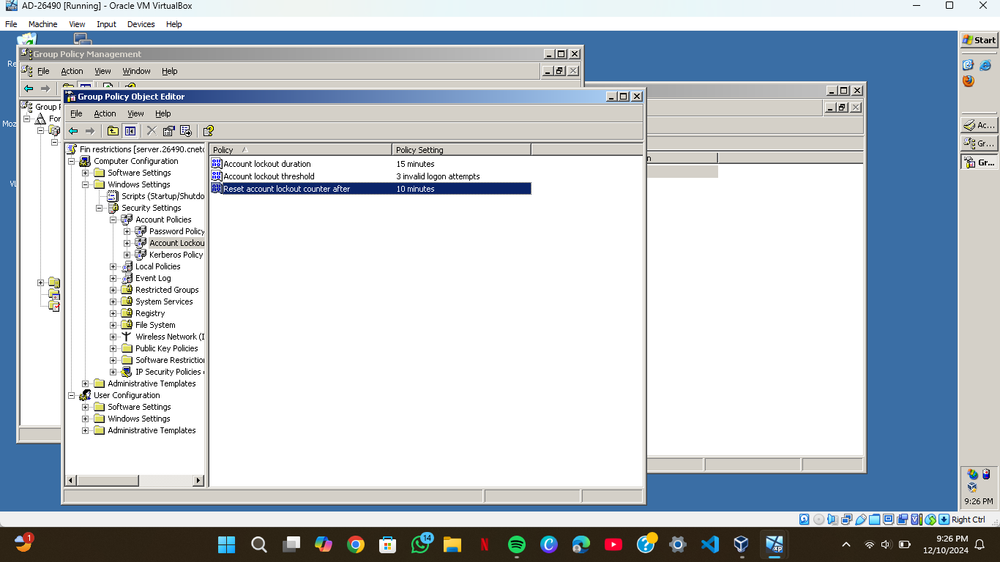 AD-26490 [Running] - Oracle VM VirtualBox
File Machine View Input Devices Help
Start
Group Policy Management
File Action View Window Help
Group Policy Object Editor
File Action View Help
Group P
For
Moz
VL
Re
Fin restrictions [server.26490.cneto
Computer Configuration
Software Settings
Windows Settings
Scripts (Startup/Shutdo
Security Settings
Account Policies
Password Policy
Account Lockou
Kerberos Policy
Local Policies
Event Log
Restricted Groups
System Services
Registry
File System
Wireless Network (I
Public Key Policies
Software Restriction
IP Security Policies
Administrative Templates
User Configuration
Software Settings
Windows Settings
Administrative Templates
Policy Policy Setting
Account lockout duration 15 minutes
Account lockout threshold 3 invalid logon attempts
Reset account lockout counter after 10 minutes
n
Ac...
Gr...
Gr...
9:26 PM
Right Ctrl
1
14
9:26 PM
12/10/2024